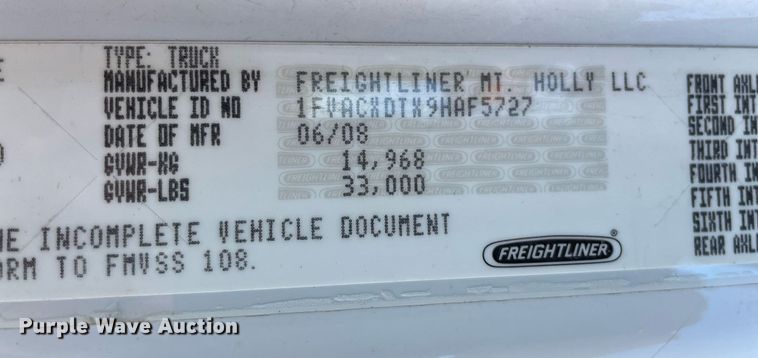 TYPE: TRUCK
MANUFACTURED BY FREIGHTLINER MT. HOLLY LLC
VEHICLE ID NO 1FVACXDTX9HAF5727
DATE OF MFR 06/08
GVWR-KG 14,968
GVWR-LBS 33,000
E INCOMPLETE VEHICLE DOCUMENT
ORM TO FMVSS 108.
FREIGHTLINER
FRONT AXL
FIRST INT
SECOND IN
THIRD INT
FOURTH IN
FIFTH INT
SIXTH INT
REAR AXL
Purple Wave Auction